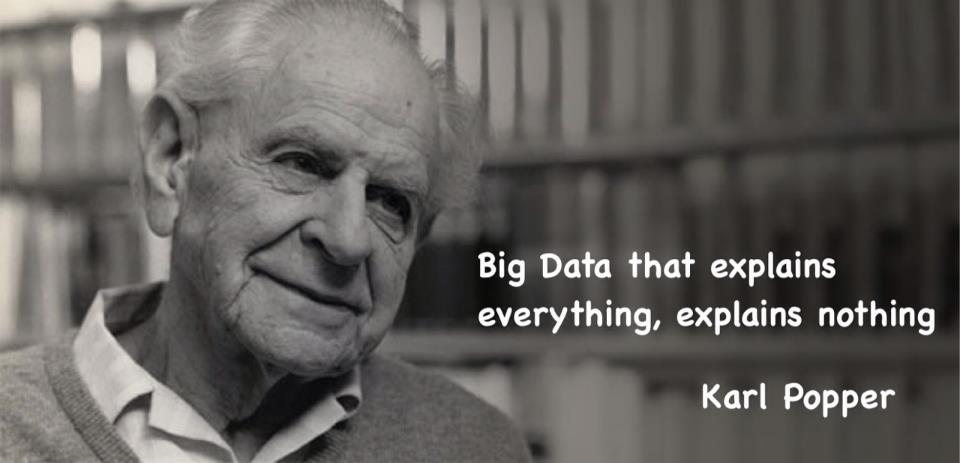 Big Data that explains
everything, explains nothing
Karl Popper